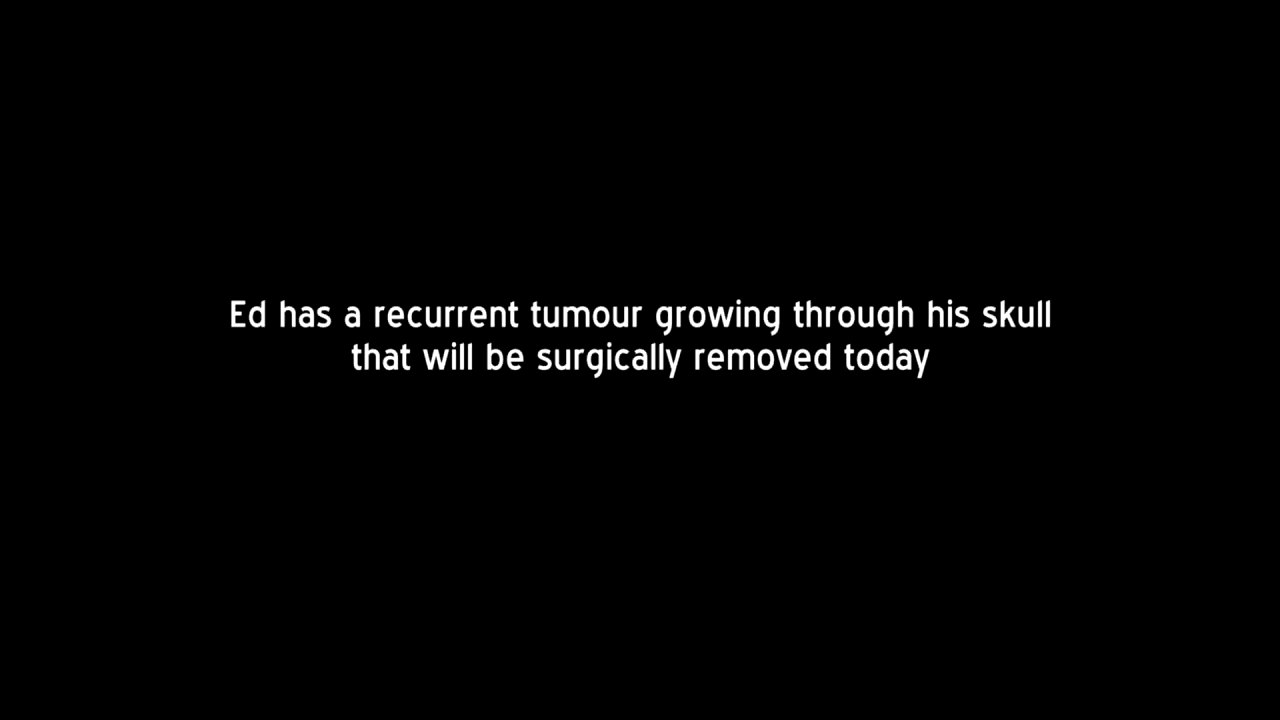 Ed has a recurrent tumour growing through his skull
that will be surgically removed today